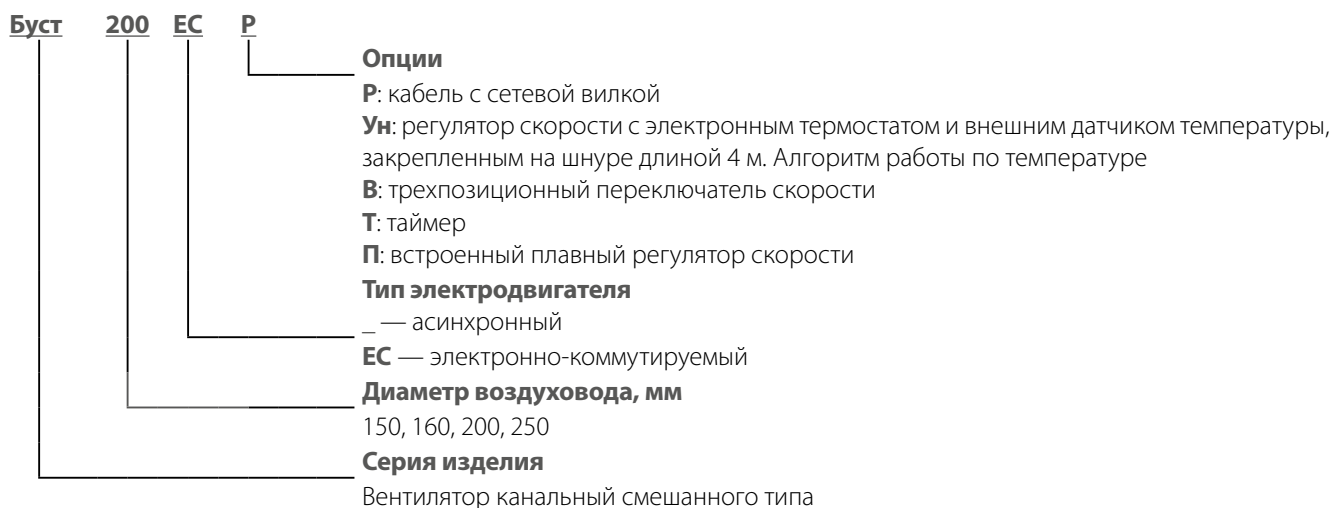 Буст 200 ЕС Р
Опции
Р: кабель с сетевой вилкой
Ун: регулятор скорости с электронным термостатом и внешним датчиком температуры,
закрепленным на шнуре длиной 4 м. Алгоритм работы по температуре
В: трехпозиционный переключатель скорости
Т: таймер
П: встроенный плавный регулятор скорости
Тип электродвигателя
_ — асинхронный
ЕС — электронно-коммутируемый
Диаметр воздуховода, мм
150, 160, 200, 250
Серия изделия
Вентилятор канальный смешанного типа